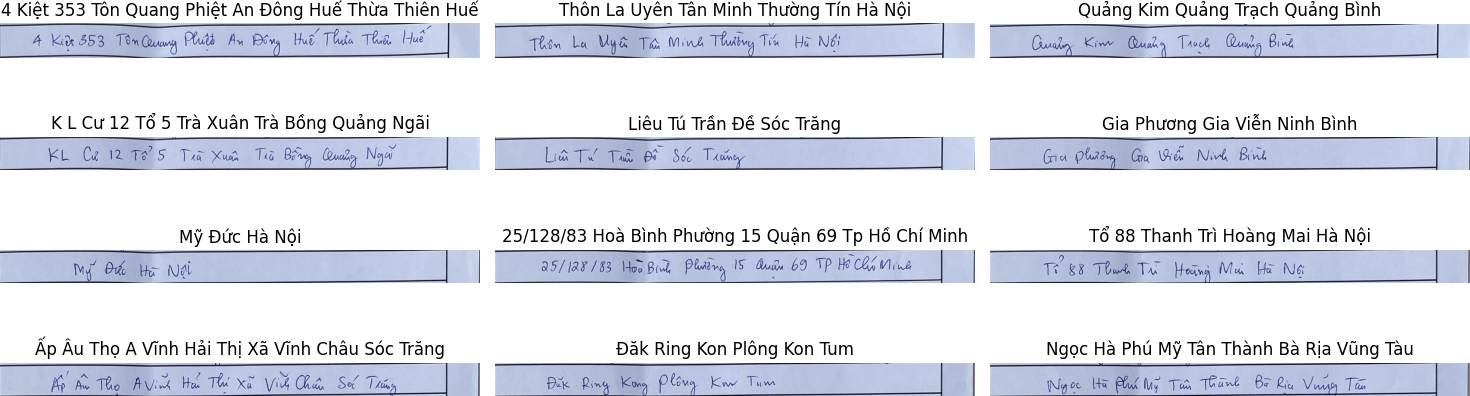 4 Kiệt 353 Tôn Quang Phiệt An Đông Huế Thừa Thiên Huế
4 Kiệt 353 Tôn Quang Phiệt An Đông Huế Thừa Thiên Huế
Thôn La Uyên Tân Minh Thường Tín Hà Nội
Thôn La Uyên Tân Minh Thường Tín Hà Nội
Quảng Kim Quảng Trạch Quảng Bình
Quảng Kim Quảng Trạch Quảng Bình
K L Cư 12 Tổ 5 Trà Xuân Trà Bồng Quảng Ngãi
KL Cư 12 Tổ 5 Trà Xuân Trà Bồng Quảng Ngãi
Liêu Tú Trần Đề Sóc Trăng
Liêu Tú Trần Đề Sóc Trăng
Gia Phương Gia Viễn Ninh Bình
Gia Phương Gia Viễn Ninh Bình
Mỹ Đức Hà Nội
Mỹ Đức Hà Nội
25/128/83 Hoà Bình Phường 15 Quận 69 Tp Hồ Chí Minh
25/128/83 Hoà Bình Phường 15 Quận 69 TP Hồ Chí Minh
Tổ 88 Thanh Trì Hoàng Mai Hà Nội
Tổ 88 Thanh Trì Hoàng Mai Hà Nội
Ấp Âu Thọ A Vĩnh Hải Thị Xã Vĩnh Châu Sóc Trăng
Ấp Âu Thọ A Vĩnh Hải Thị Xã Vĩnh Châu Sóc Trăng
Đăk Ring Kon Plông Kon Tum
Đăk Ring Kong Plông Kon Tum
Ngọc Hà Phú Mỹ Tân Thành Bà Rịa Vũng Tàu
Ngọc Hà Phú Mỹ Tân Thành Bà Rịa Vũng Tàu